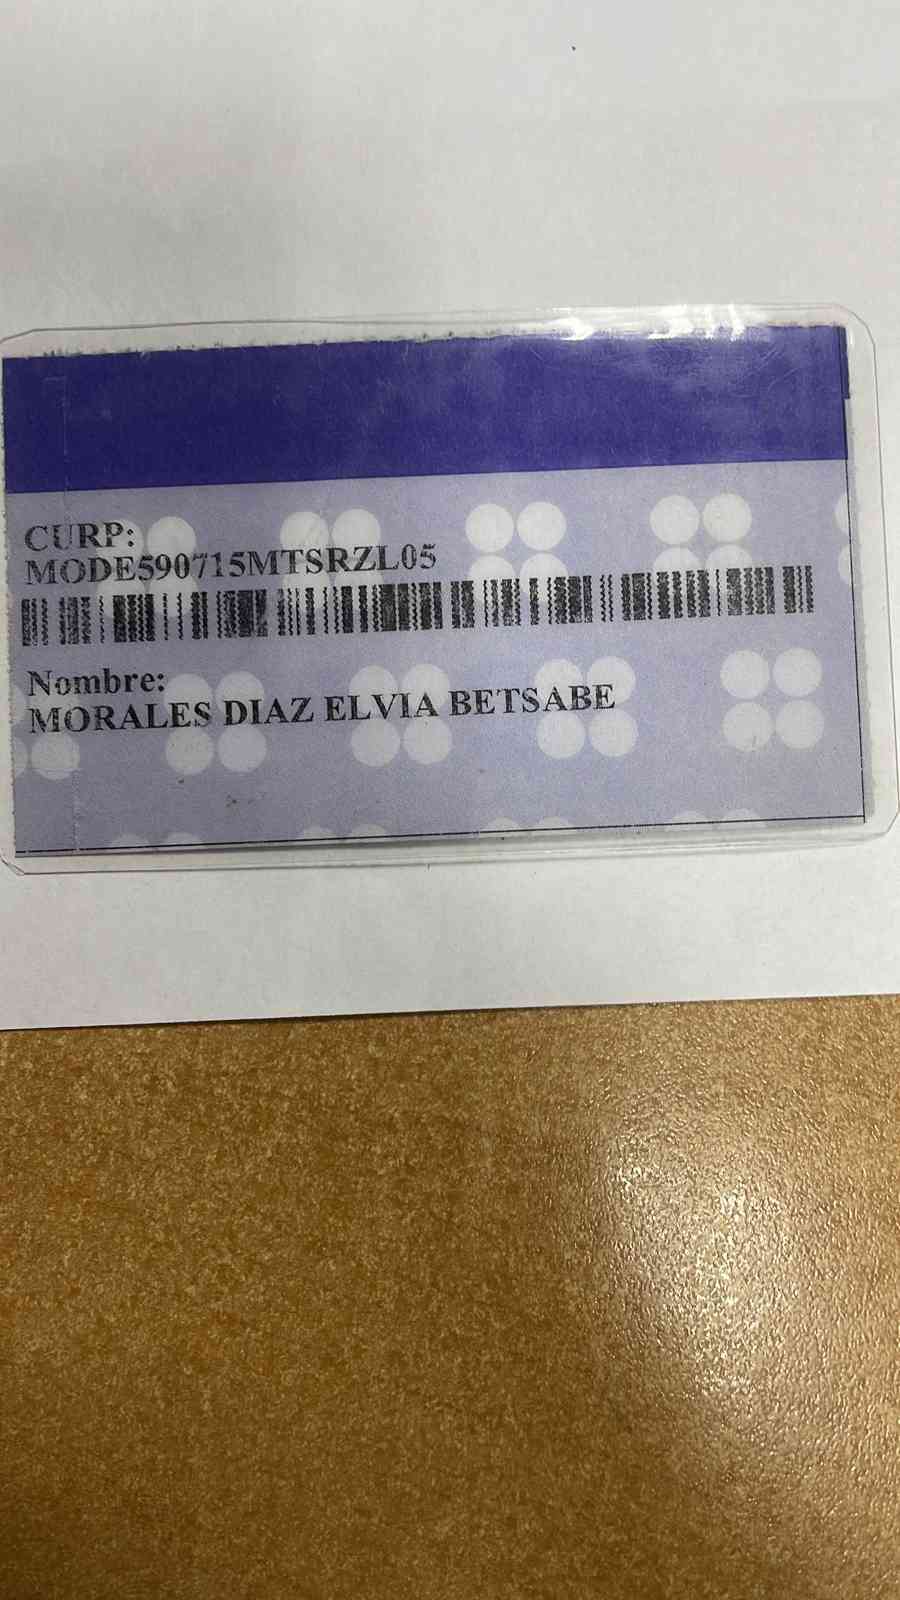 CURP:
MODE590715MTSRZL05
Nombre:
MORALES DIAZ ELVIA BETSABE